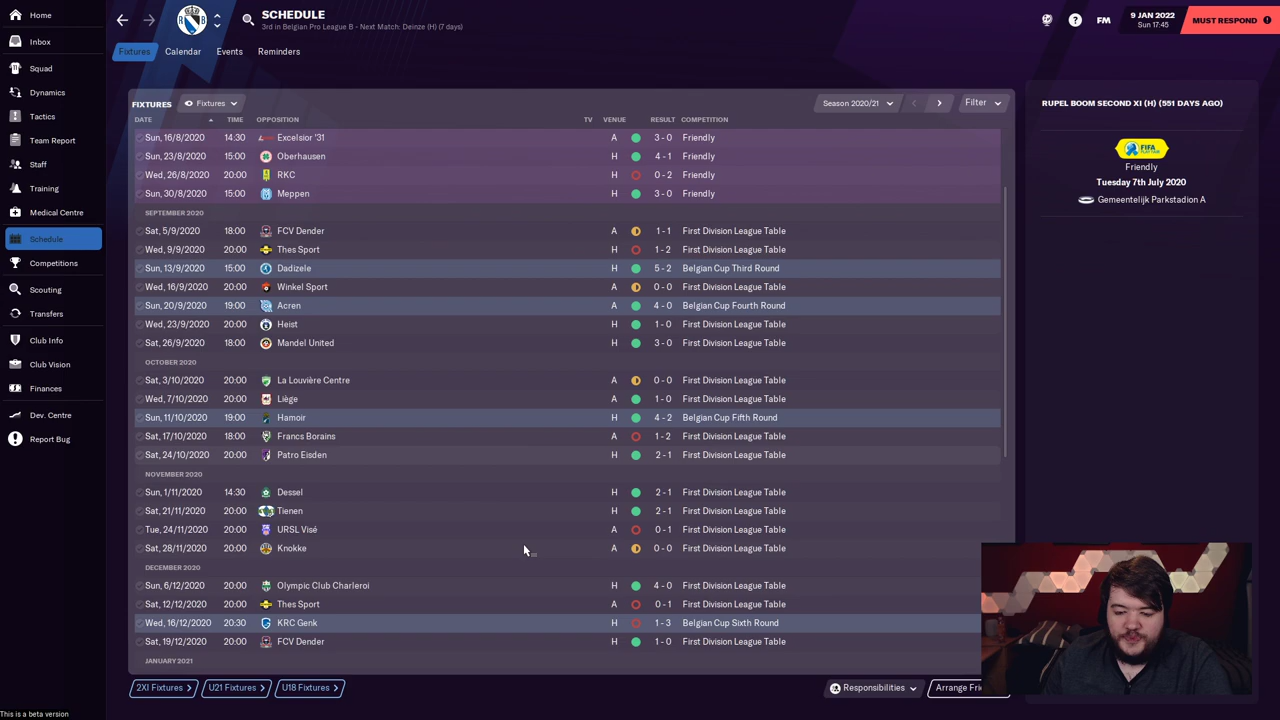 Home
Inbox
Squad
Dynamics
Tactics
Team Report
Staff
Training
Medical Centre
Schedule
Competitions
Scouting
Transfers
Club Info
Club Vision
Finances
Dev. Centre
Report Bug
This is a beta version
SCHEDULE
3rd in Belgian Pro League B - Next Match: Deinze (H) (7 days)
FM
9 JAN 2022
Sun 17:45
MUST RESPOND
Fixtures Calendar Events Reminders
FIXTURES Fixtures Season 2020/21 Filter
DATE TIME OPPOSITION TV VENUE RESULT COMPETITION
Sun, 16/8/2020 14:30 Excelsior '31 A 3 - 0 Friendly
Sun, 23/8/2020 15:00 Oberhausen H 4 - 1 Friendly
Wed, 26/8/2020 20:00 RKC H 0 - 2 Friendly
Sun, 30/8/2020 15:00 Meppen H 3 - 0 Friendly
SEPTEMBER 2020
Sat, 5/9/2020 18:00 FCV Dender A 1 - 1 First Division League Table
Wed, 9/9/2020 20:00 Thes Sport H 1 - 2 First Division League Table
Sun, 13/9/2020 15:00 Dadizele H 5 - 2 Belgian Cup Third Round
Wed, 16/9/2020 20:00 Winkel Sport A 0 - 0 First Division League Table
Sun, 20/9/2020 19:00 Acren A 4 - 0 Belgian Cup Fourth Round
Wed, 23/9/2020 20:00 Heist H 1 - 0 First Division League Table
Sat, 26/9/2020 18:00 Mandel United H 3 - 0 First Division League Table
OCTOBER 2020
Sat, 3/10/2020 20:00 La Louvière Centre A 0 - 0 First Division League Table
Wed, 7/10/2020 20:00 Liège A 1 - 0 First Division League Table
Sun, 11/10/2020 19:00 Hamoir H 4 - 2 Belgian Cup Fifth Round
Sat, 17/10/2020 18:00 Francs Borains A 1 - 2 First Division League Table
Sat, 24/10/2020 20:00 Patro Eisden H 2 - 1 First Division League Table
NOVEMBER 2020
Sun, 1/11/2020 14:30 Dessel H 2 - 1 First Division League Table
Sat, 21/11/2020 20:00 Tienen H 2 - 1 First Division League Table
Tue, 24/11/2020 20:00 URSL Visé A 0 - 1 First Division League Table
Sat, 28/11/2020 20:00 Knokke A 0 - 0 First Division League Table
DECEMBER 2020
Sun, 6/12/2020 20:00 Olympic Club Charleroi H 4 - 0 First Division League Table
Sat, 12/12/2020 20:00 Thes Sport A 0 - 1 First Division League Table
Wed, 16/12/2020 20:30 KRC Genk H 1 - 3 Belgian Cup Sixth Round
Sat, 19/12/2020 20:00 FCV Dender H 1 - 0 First Division League Table
JANUARY 2021
2XI Fixtures U21 Fixtures U18 Fixtures Responsibilities Arrange Frie
RUPEL BOOM SECOND XI (H) (551 DAYS AGO)
FIFA
Friendly
Tuesday 7th July 2020
Gemeentelijk Parkstadion A